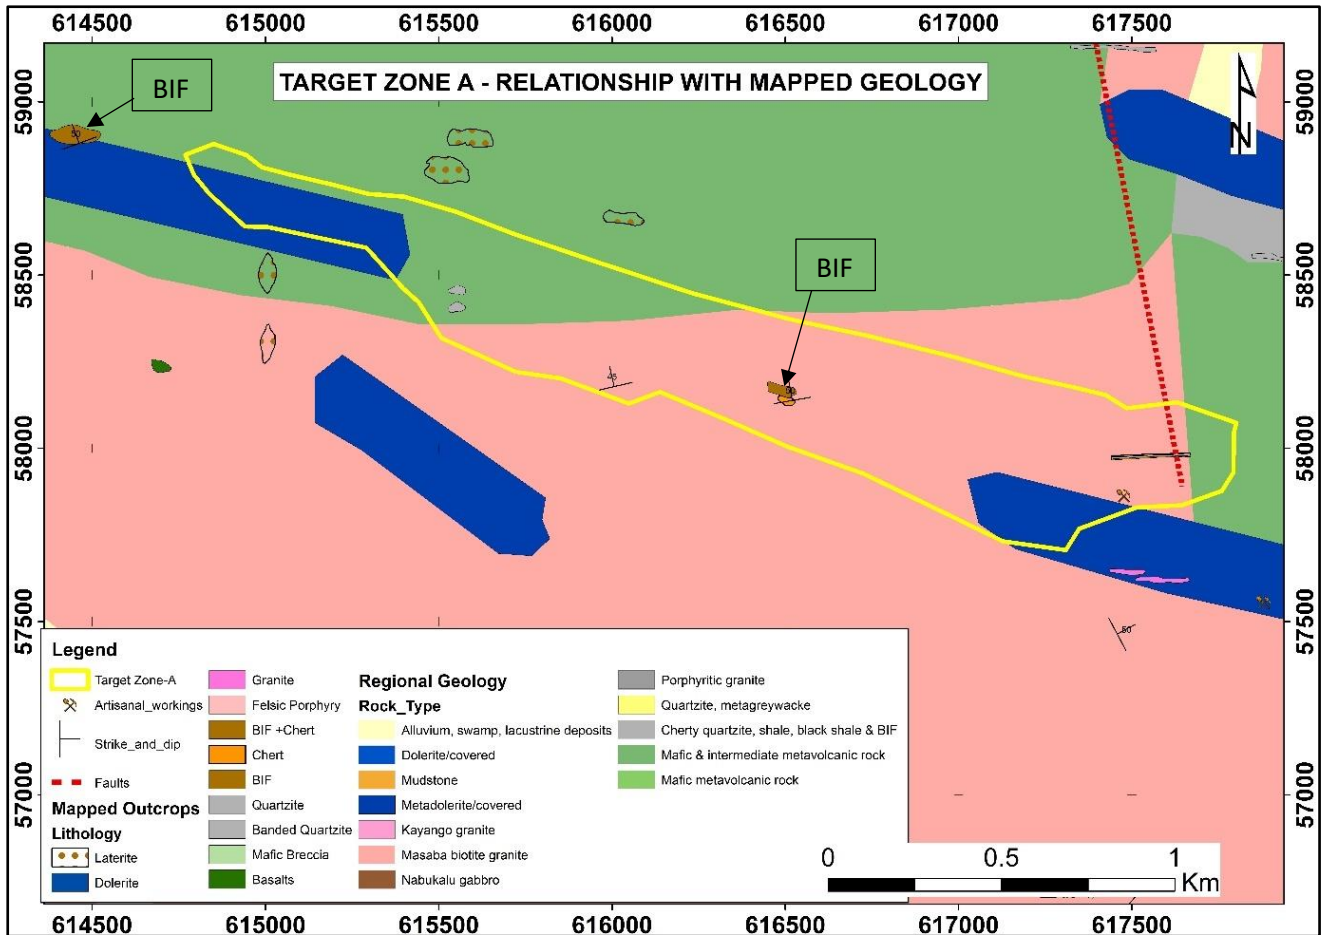 614500 615000 615500 616000 616500 617000 617500
TARGET ZONE A - RELATIONSHIP WITH MAPPED GEOLOGY
BIF
BIF
N
59000
58500
58000
57500
57000
59000
58500
58000
57500
57000
50
45
50
Legend
Target Zone-A
Artisanal_workings
Strike_and_dip
Faults
Mapped Outcrops
Lithology
Laterite
Dolerite
Granite
Felsic Porphyry
BIF +Chert
Chert
BIF
Quartzite
Banded Quartzite
Mafic Breccia
Basalts
Regional Geology
Rock_Type
Alluvium, swamp, lacustrine deposits
Dolerite/covered
Mudstone
Metadolerite/covered
Kayango granite
Masaba biotite granite
Nabukalu gabbro
Porphyritic granite
Quartzite, metagreywacke
Cherty quartzite, shale, black shale & BIF
Mafic & intermediate metavolcanic rock
Mafic metavolcanic rock
0 0.5 1
Km
614500 615000 615500 616000 616500 617000 617500